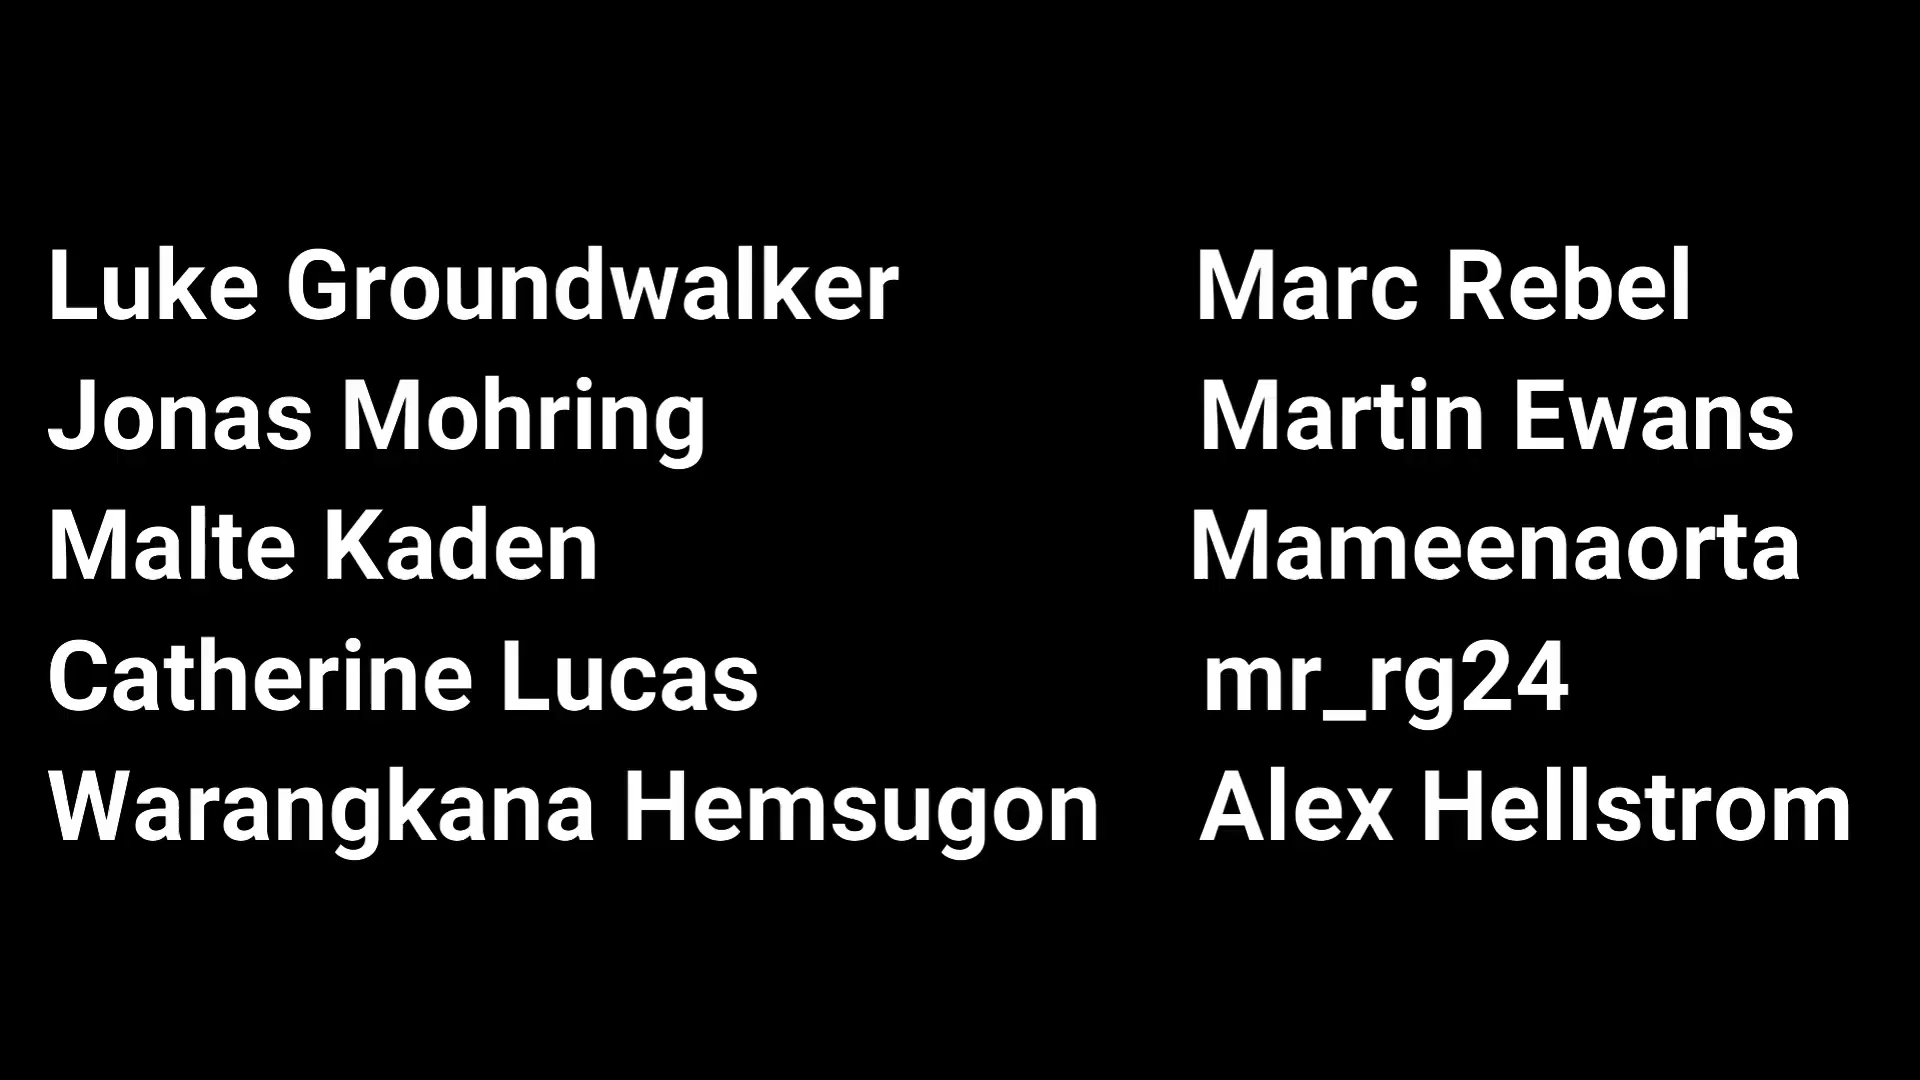 Luke Groundwalker
Jonas Mohring
Malte Kaden
Catherine Lucas
Warangkana Hemsugon
Marc Rebel
Martin Ewans
Mameenaorta
mr_rg24
Alex Hellstrom